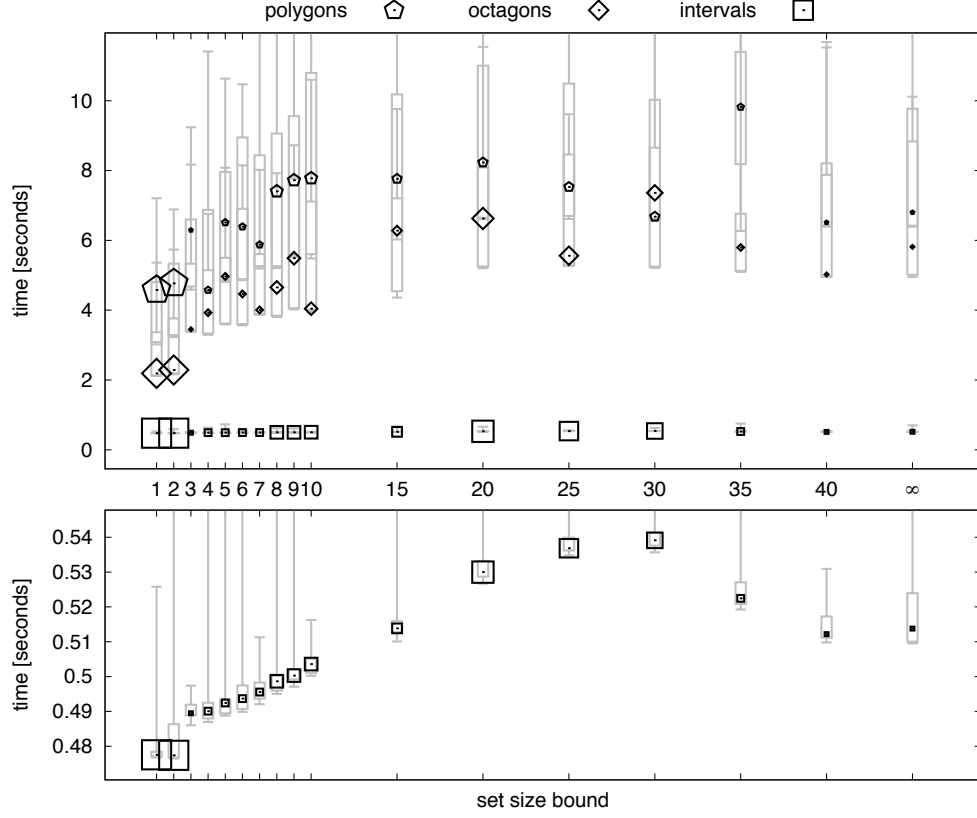 polygons octagons intervals
10
8
6
4
2
0
time [seconds]
1 2 3 4 5 6 7 8 9 10 15 20 25 30 35 40 ∞
0.54
0.53
0.52
0.51
0.5
0.49
0.48
time [seconds]
set size bound